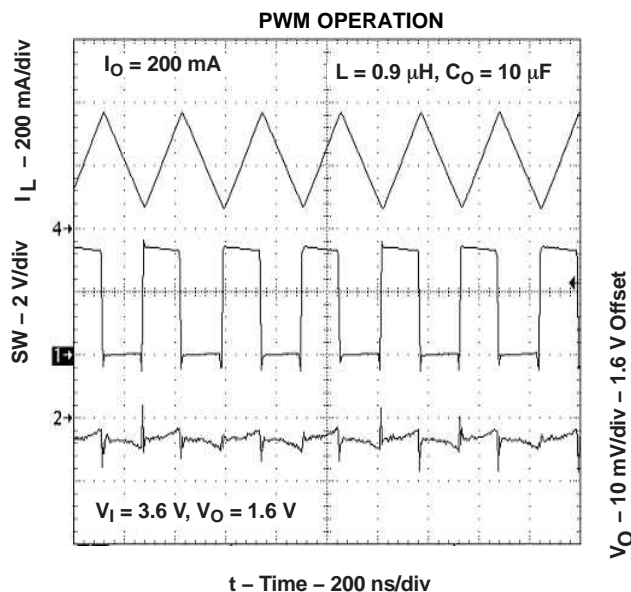 PWM OPERATION
I_O = 200 mA
L = 0.9 μH, C_O = 10 μF
I_L – 200 mA/div
4
SW – 2 V/div
1
2
V_O – 10 mV/div – 1.6 V Offset
V_I = 3.6 V, V_O = 1.6 V
t – Time – 200 ns/div